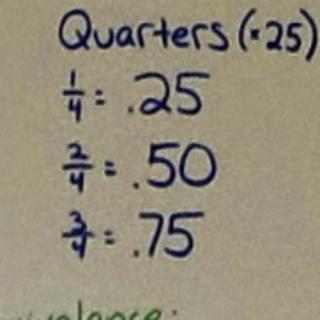 Quarters (.25)
1/4 = .25
2/4 = .50
3/4 = .75